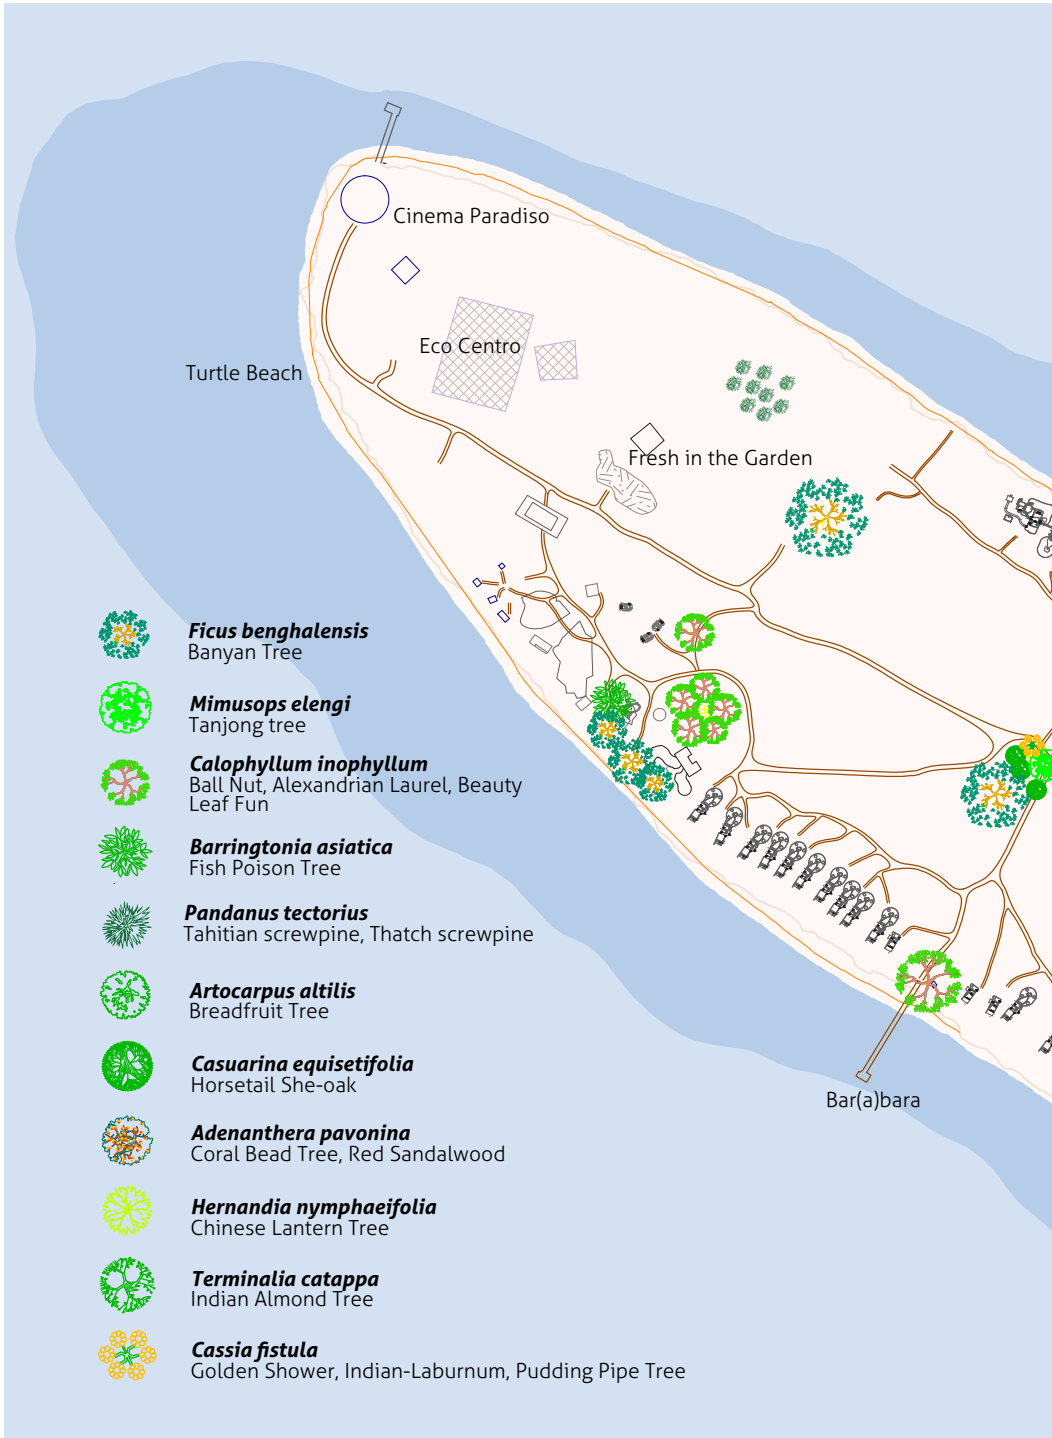 Cinema Paradiso
Eco Centro
Turtle Beach
Fresh in the Garden
Ficus benghalensis
Banyan Tree
Mimusops elengi
Tanjong tree
Calophyllum inophyllum
Ball Nut, Alexandrian Laurel, Beauty
Leaf Fun
Barringtonia asiatica
Fish Poison Tree
Pandanus tectorius
Tahitian screwpine, Thatch screwpine
Artocarpus altilis
Breadfruit Tree
Casuarina equisetifolia
Horsetail She-oak
Bar(a)bara
Adenanthera pavonina
Coral Bead Tree, Red Sandalwood
Hernandia nymphaeifolia
Chinese Lantern Tree
Terminalia catappa
Indian Almond Tree
Cassia fistula
Golden Shower, Indian-Laburnum, Pudding Pipe Tree